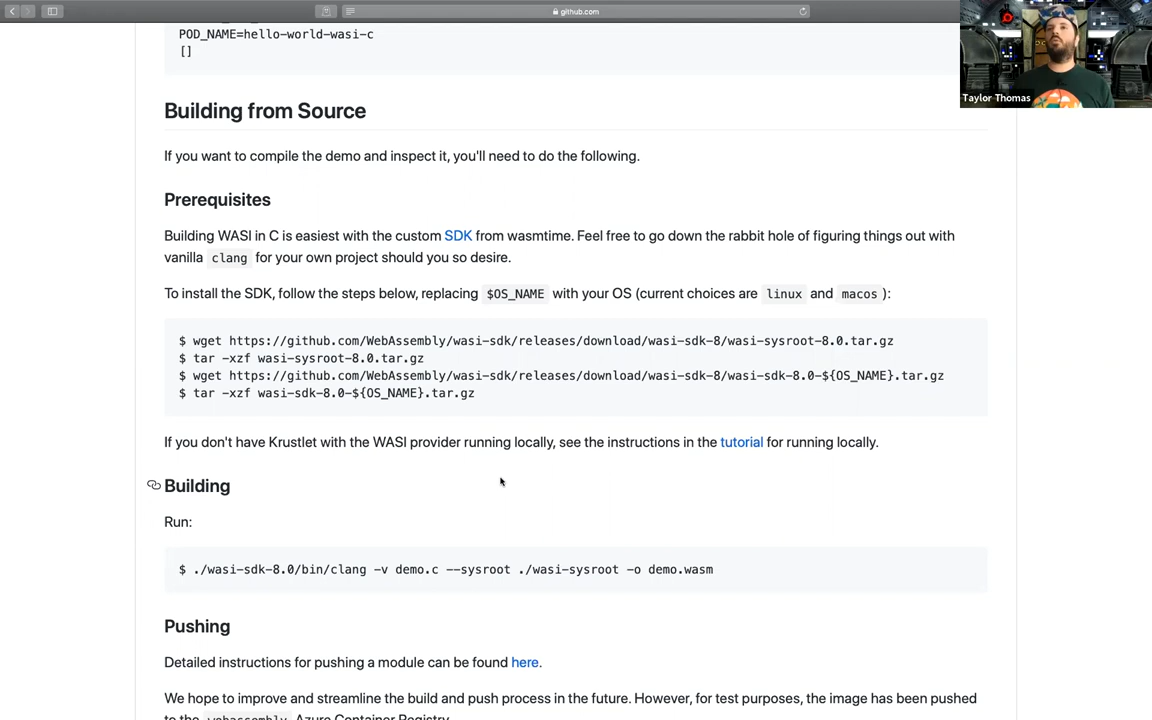 github.com
POD_NAME=hello-world-wasi-c
[]
Taylor Thomas
Building from Source
If you want to compile the demo and inspect it, you'll need to do the following.
Prerequisites
Building WASI in C is easiest with the custom SDK from wasmtime. Feel free to go down the rabbit hole of figuring things out with
vanilla clang for your own project should you so desire.
To install the SDK, follow the steps below, replacing $OS_NAME with your OS (current choices are linux and macos ):
$ wget https://github.com/WebAssembly/wasi-sdk/releases/download/wasi-sdk-8/wasi-sysroot-8.0.tar.gz
$ tar -xzf wasi-sysroot-8.0.tar.gz
$ wget https://github.com/WebAssembly/wasi-sdk/releases/download/wasi-sdk-8/wasi-sdk-8.0-${OS_NAME}.tar.gz
$ tar -xzf wasi-sdk-8.0-${OS_NAME}.tar.gz
If you don't have Krustlet with the WASI provider running locally, see the instructions in the tutorial for running locally.
Building
Run:
$ ./wasi-sdk-8.0/bin/clang -v demo.c --sysroot ./wasi-sysroot -o demo.wasm
Pushing
Detailed instructions for pushing a module can be found here.
We hope to improve and streamline the build and push process in the future. However, for test purposes, the image has been pushed
to the webassembly Azure Container Registry.